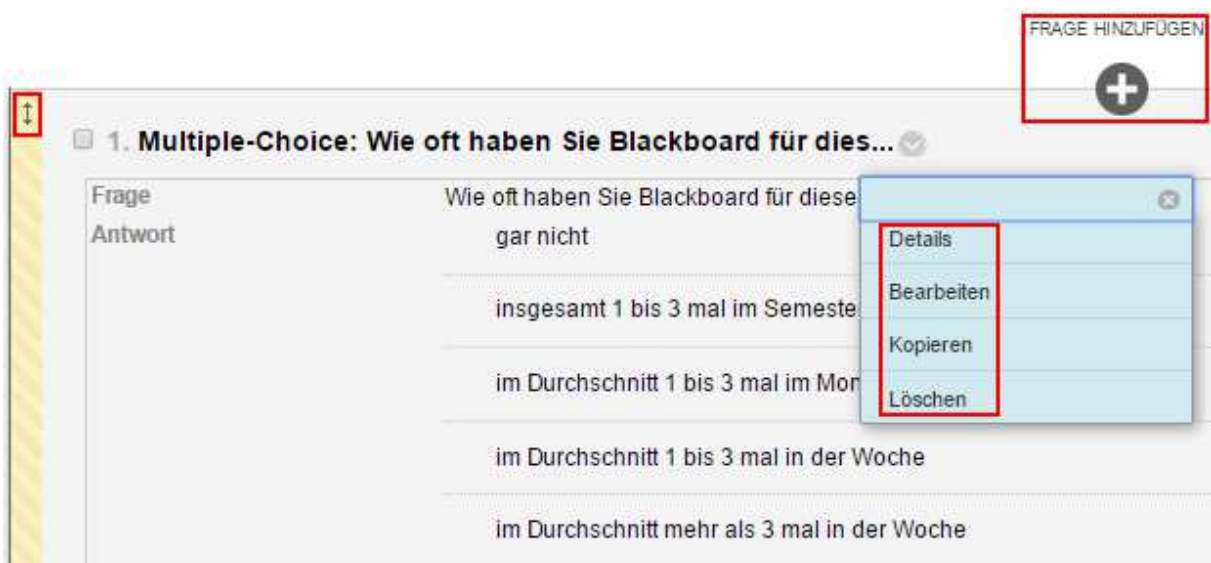 FRAGE HINZUFÜGEN
1. Multiple-Choice: Wie oft haben Sie Blackboard für dies...
Frage
Wie oft haben Sie Blackboard für diese
Antwort
gar nicht
insgesamt 1 bis 3 mal im Semeste
im Durchschnitt 1 bis 3 mal im Mon
im Durchschnitt 1 bis 3 mal in der Woche
im Durchschnitt mehr als 3 mal in der Woche
Details
Bearbeiten
Kopieren
Löschen